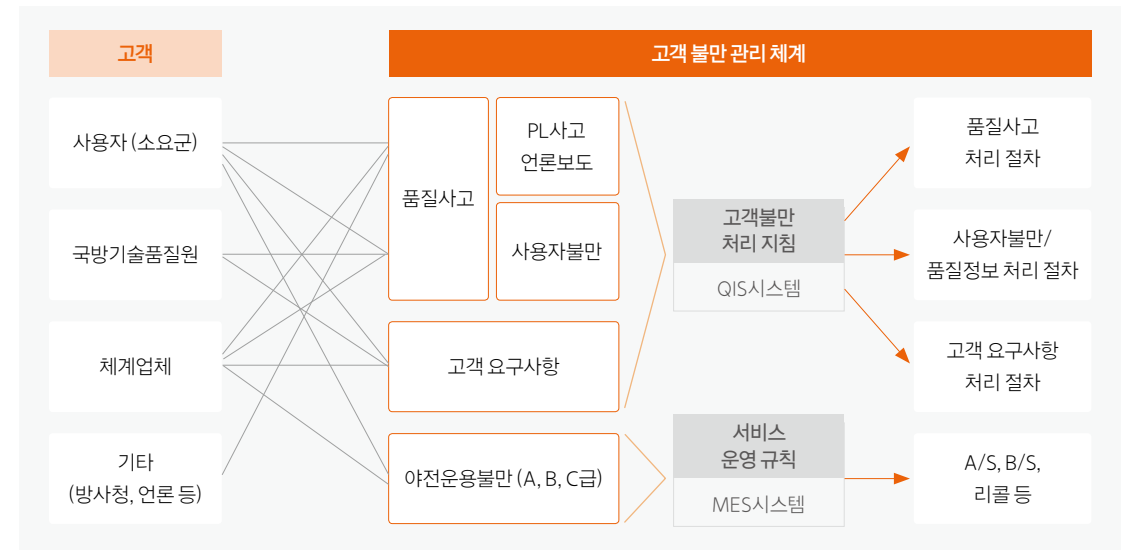 고객
고객 불만 관리 체계
사용자 (소요군)
국방기술품질원
체계업체
기타
(방사청, 언론 등)
품질사고
PL사고
언론보도
사용자불만
고객 요구사항
야전운용불만 (A, B, C급)
고객불만
처리 지침
QIS시스템
서비스
운영 규칙
MES시스템
품질사고
처리 절차
사용자불만/
품질정보 처리 절차
고객 요구사항
처리 절차
A/S, B/S,
리콜 등